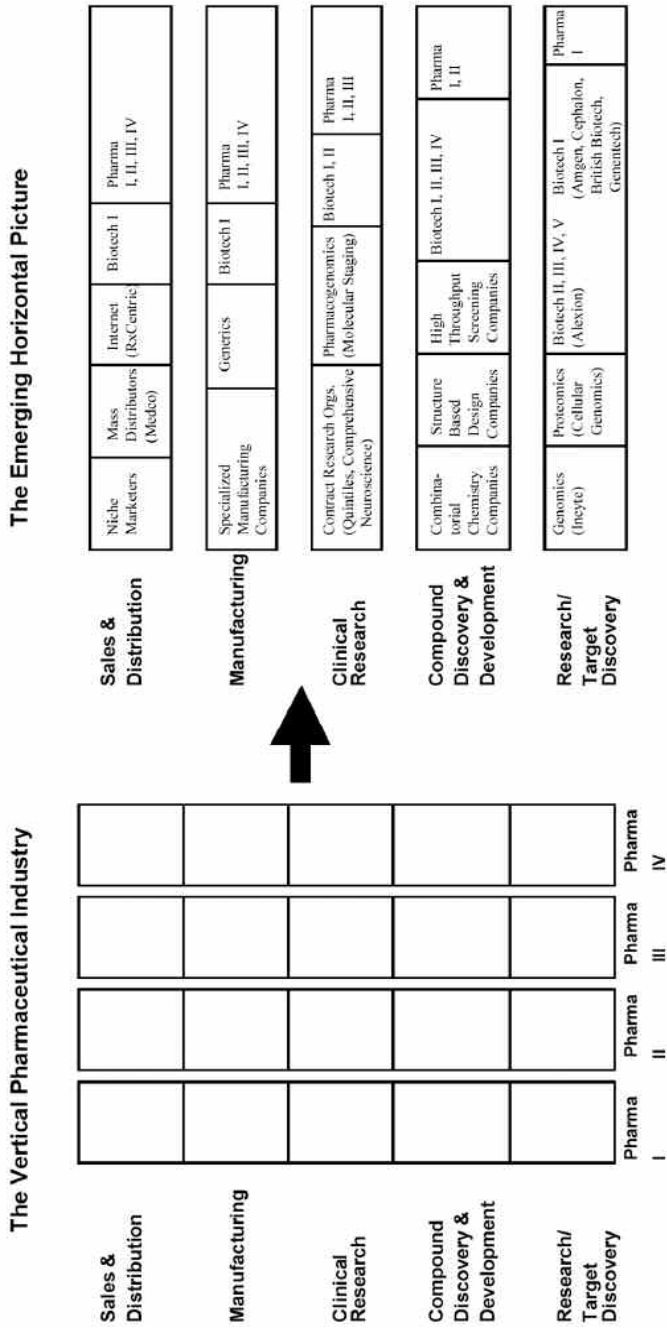 The Vertical Pharmaceutical Industry
Sales &
Distribution
Manufacturing
Clinical
Research
Compound
Discovery &
Development
Research/
Target
Discovery
Pharma
I
Pharma
II
Pharma
III
Pharma
IV
The Emerging Horizontal Picture
Sales &
Distribution
Niche
Marketers
Mass
Distributors
(Medco)
Internet
(RxCentric)
Biotech I
Pharma
I, II, III, IV
Manufacturing
Specialized
Manufacturing
Companies
Generics
Biotech I
Pharma
I, II, III, IV
Clinical
Research
Contract Research Orgs.
(Quintiles, Comprehensive
Neuroscience)
Pharmacogenomics
(Molecular Staging)
Biotech I, II
Pharma
I, II, III
Compound
Discovery &
Development
Combina-
torial
Chemistry
Companies
Structure
Based
Design
Companies
High
Throughput
Screening
Companies
Biotech I, II, III, IV
Pharma
I, II
Research/
Target
Discovery
Genomics
(Incyte)
Proteomics
(Cellular
Genomics)
Biotech II, III, IV, V
(Alexion)
Biotech I
(Amgen, Cephalon,
British Biotech,
Genentech)
Pharma
I